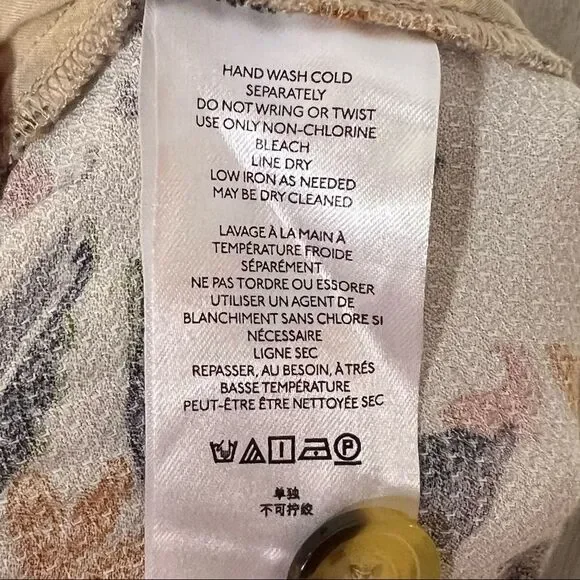 HAND WASH COLD
SEPARATELY
DO NOT WRING OR TWIST
USE ONLY NON-CHLORINE
BLEACH
LINE DRY
LOW IRON AS NEEDED
MAY BE DRY CLEANED
LAVAGE À LA MAIN À
TEMPÉRATURE FROIDE
SÉPARÉMENT
NE PAS TORDRE OU ESSORER
UTILISER UN AGENT DE
BLANCHIMENT SANS CHLORE SI
NÉCESSAIRE
LIGNE SEC
REPASSER, AU BESOIN, À TRÉS
BASSE TEMPÉRATURE
PEUT-ÊTRE ÊTRE NETTOYÉE SEC
P
单独
不可拧绞